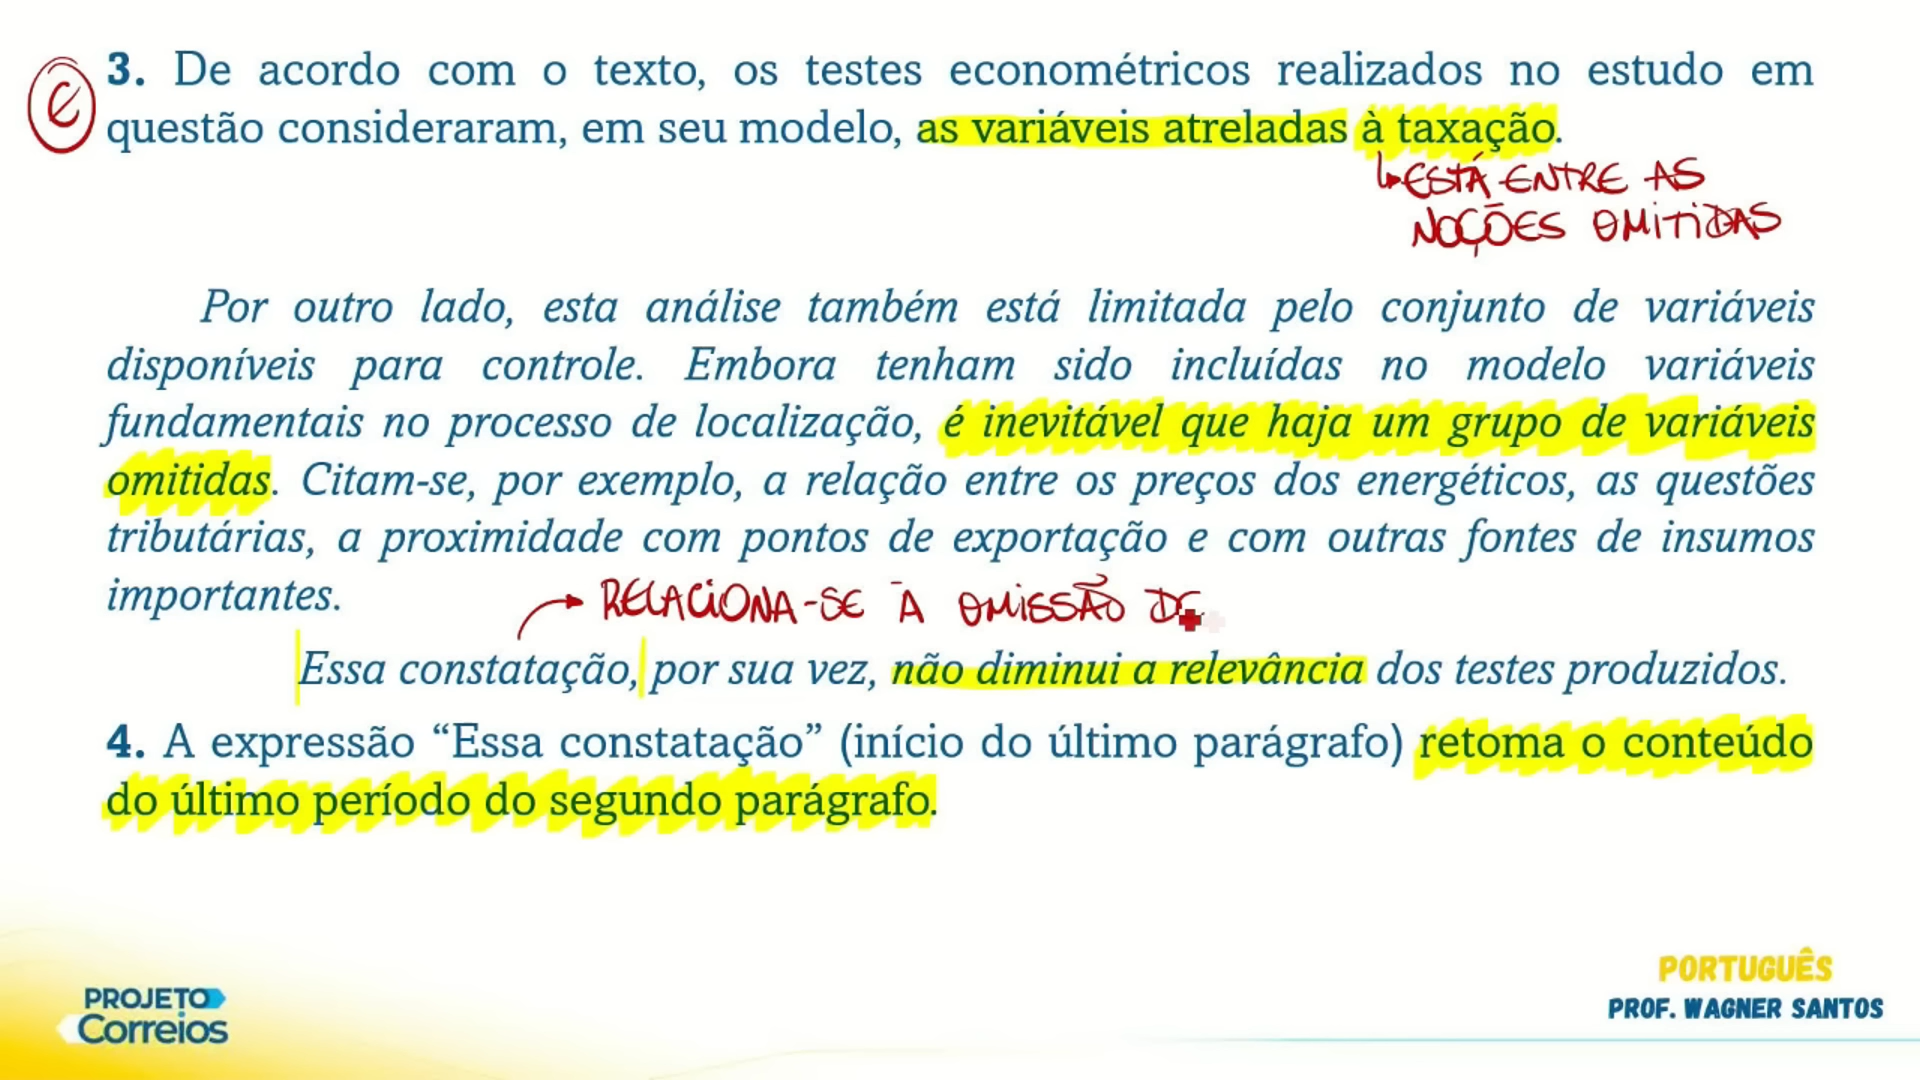 e
3. De acordo com o texto, os testes econométricos realizados no estudo em
questão consideraram, em seu modelo, as variáveis atreladas à taxação.
ESTÁ ENTRE AS
NOÇÕES OMITIDAS
Por outro lado, esta análise também está limitada pelo conjunto de variáveis
disponíveis para controle. Embora tenham sido incluídas no modelo variáveis
fundamentais no processo de localização, é inevitável que haja um grupo de variáveis
omitidas. Citam-se, por exemplo, a relação entre os preços dos energéticos, as questões
tributárias, a proximidade com pontos de exportação e com outras fontes de insumos
importantes.
RELACIONA-SE À OMISSÃO DE
Essa constatação, por sua vez, não diminui a relevância dos testes produzidos.
4. A expressão “Essa constatação” (início do último parágrafo) retoma o conteúdo
do último período do segundo parágrafo.
PROJETO
Correios
PORTUGUÊS
PROF. WAGNER SANTOS